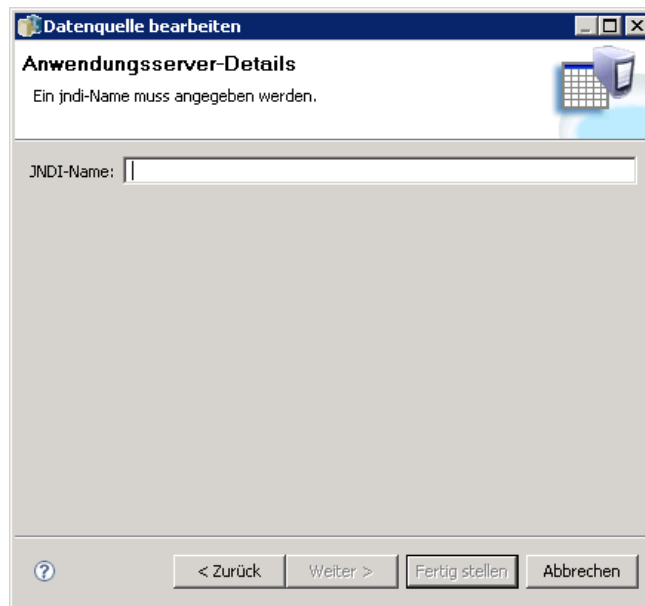 Datenquelle bearbeiten
Anwendungsserver-Details
Ein jndi-Name muss angegeben werden.
JNDI-Name:
?
< Zurück Weiter > Fertig stellen Abbrechen